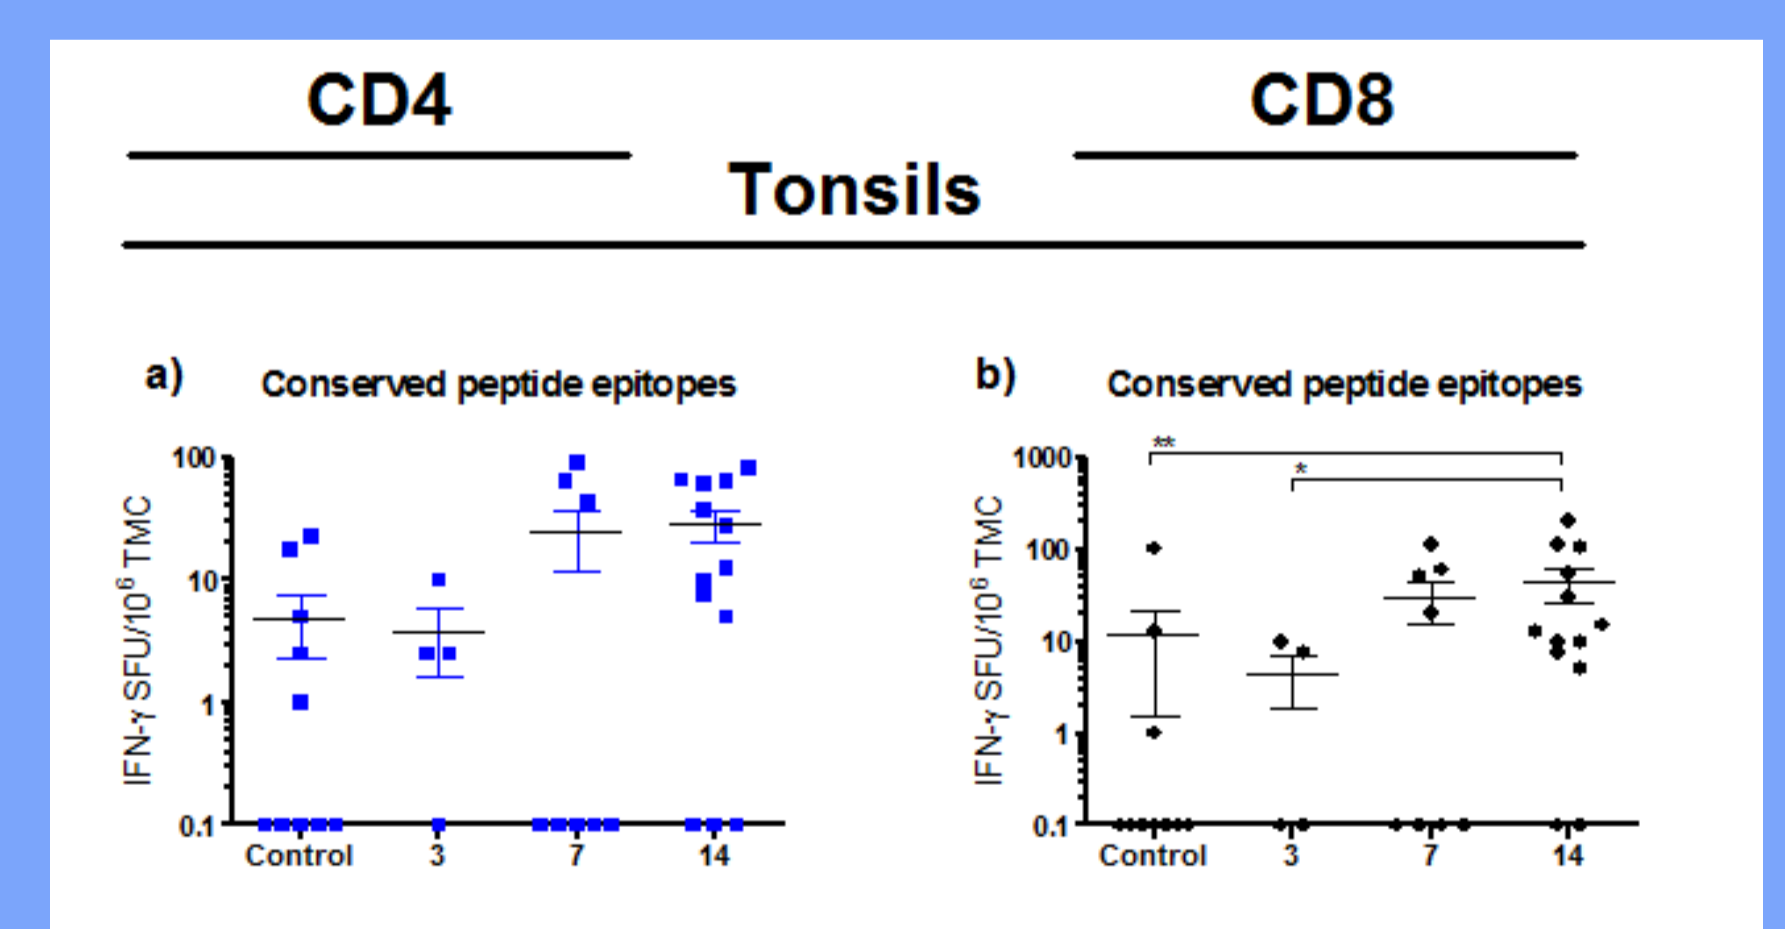 CD4
CD8
Tonsils
a)
Conserved peptide epitopes
IFN-γ SFU/10⁶ TMC
100
10
1
0.1
Control
3
7
14
b)
Conserved peptide epitopes
IFN-γ SFU/10⁶ TMC
1000
100
10
1
0.1
**
*
Control
3
7
14